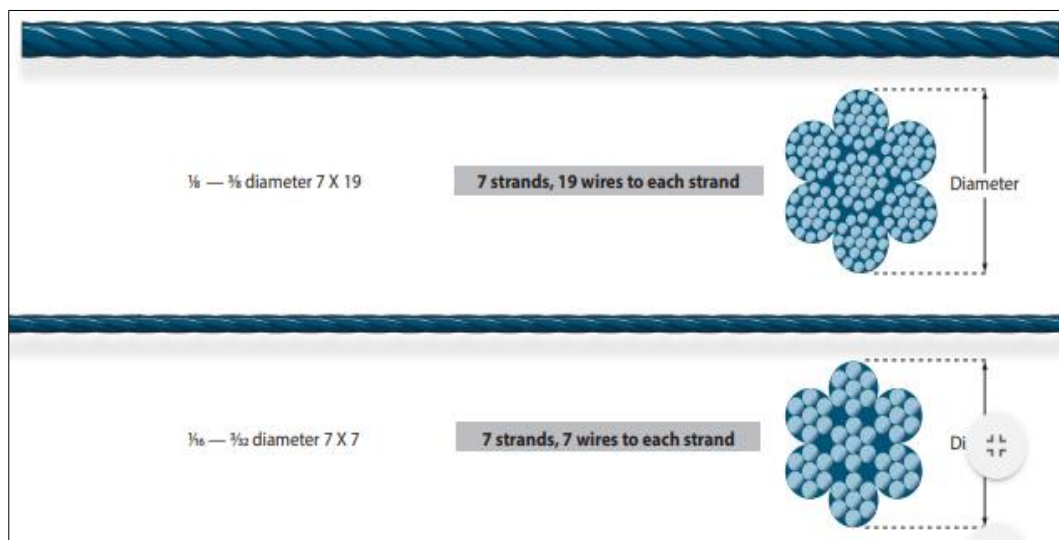 ⅛ — ⅜ diameter 7 X 19
7 strands, 19 wires to each strand
Diameter
1⁄16 — 3⁄32 diameter 7 X 7
7 strands, 7 wires to each strand